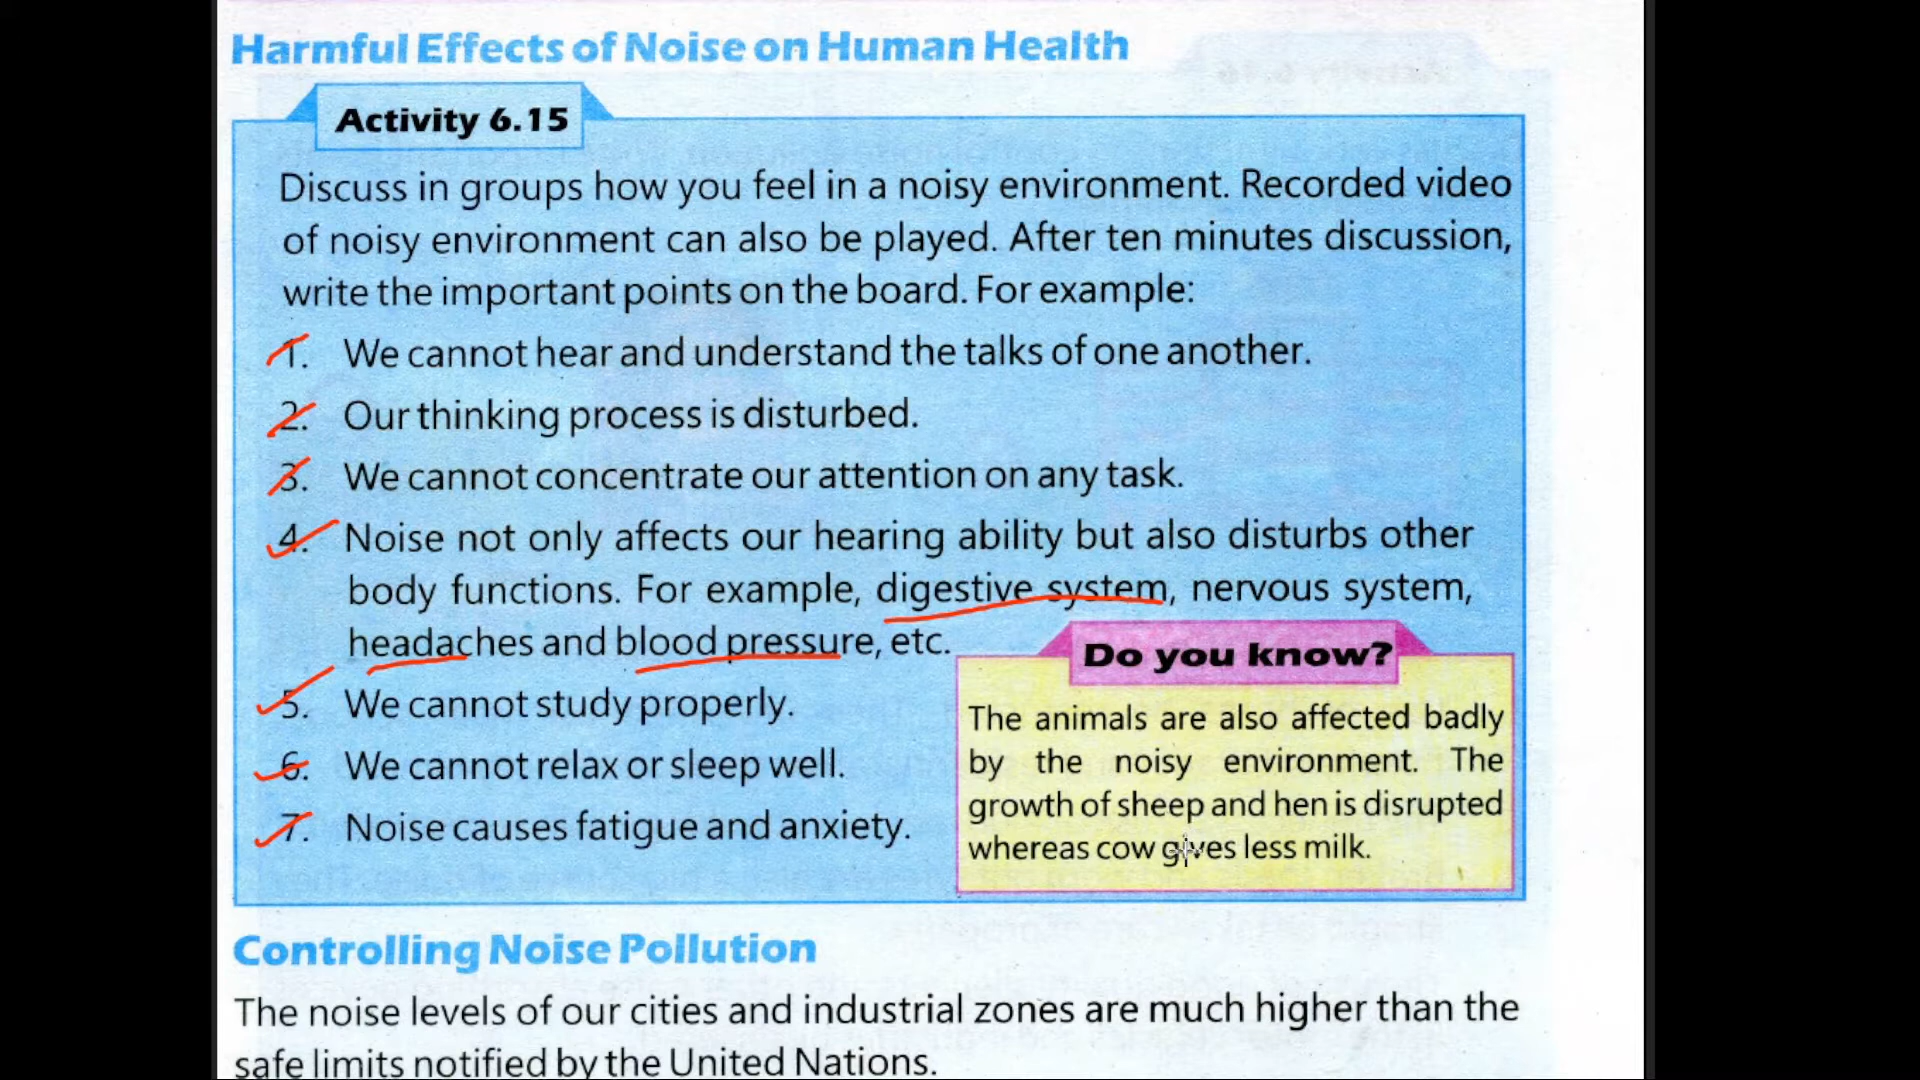 Harmful Effects of Noise on Human Health
Activity 6.15
Discuss in groups how you feel in a noisy environment. Recorded video
of noisy environment can also be played. After ten minutes discussion,
write the important points on the board. For example:
1. We cannot hear and understand the talks of one another.
2. Our thinking process is disturbed.
3. We cannot concentrate our attention on any task.
4. Noise not only affects our hearing ability but also disturbs other
body functions. For example, digestive system, nervous system,
headaches and blood pressure, etc.
5. We cannot study properly.
6. We cannot relax or sleep well.
7. Noise causes fatigue and anxiety.
Do you know?
The animals are also affected badly
by the noisy environment. The
growth of sheep and hen is disrupted
whereas cow gives less milk.
Controlling Noise Pollution
The noise levels of our cities and industrial zones are much higher than the
safe limits notified by the United Nations.